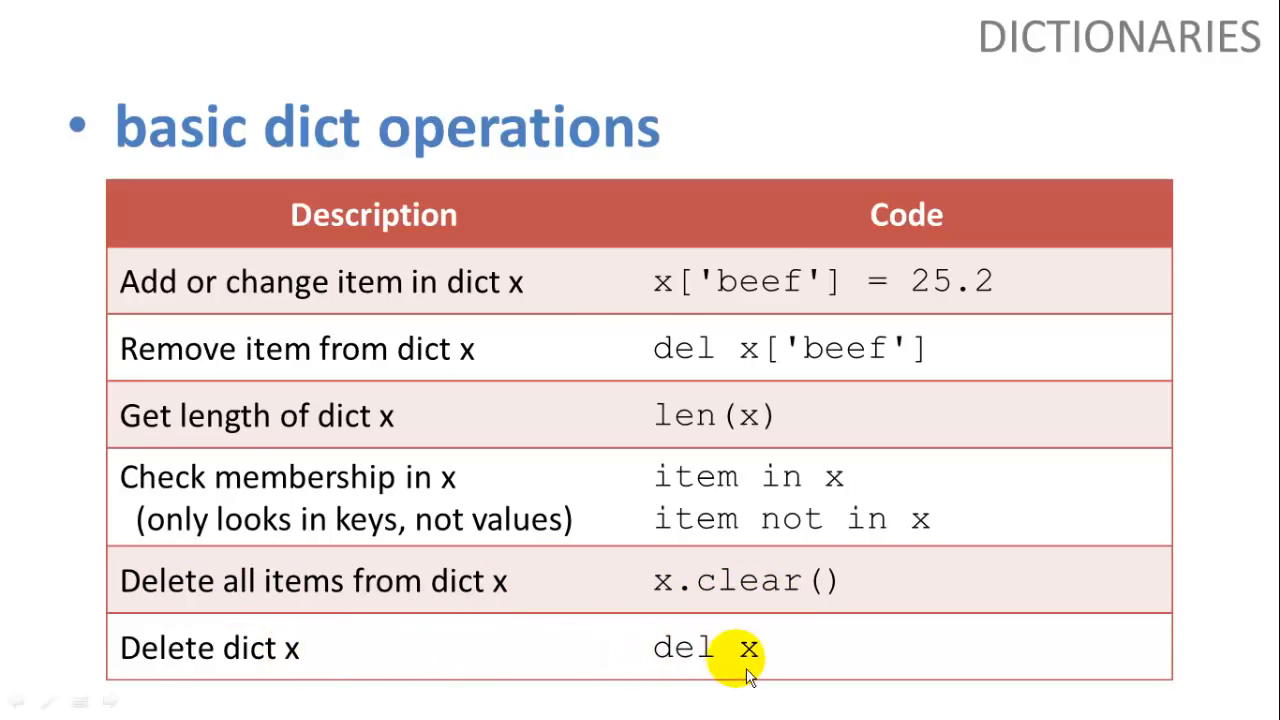 DICTIONARIES
• basic dict operations
Description Code
Add or change item in dict x x['beef'] = 25.2
Remove item from dict x del x['beef']
Get length of dict x len(x)
Check membership in x item in x
(only looks in keys, not values) item not in x
Delete all items from dict x x.clear()
Delete dict x del x